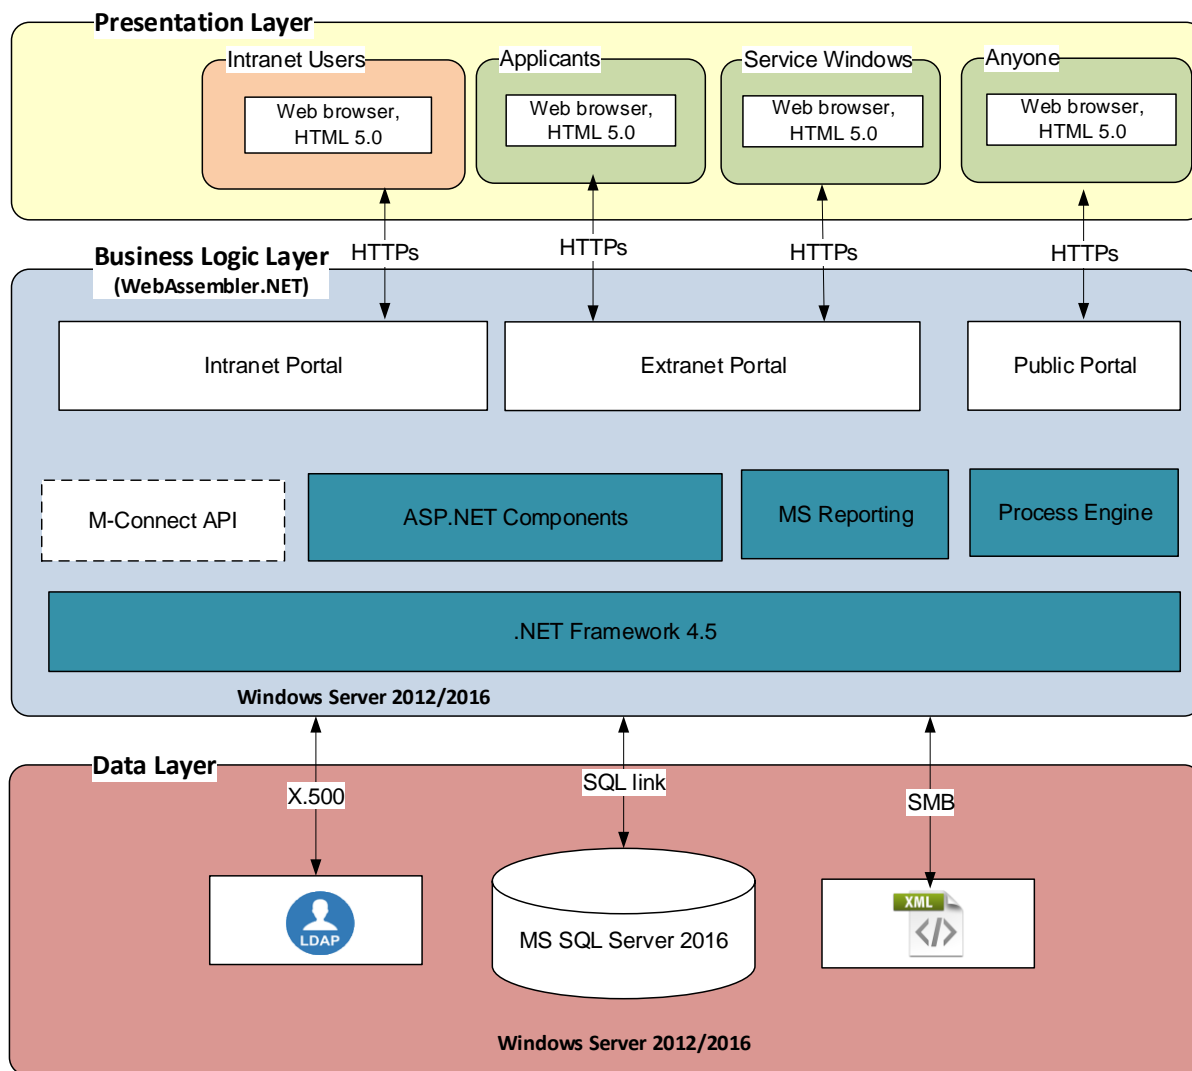 Presentation Layer
Intranet Users
Applicants
Service Windows
Anyone
Web browser,
HTML 5.0
Web browser,
HTML 5.0
Web browser,
HTML 5.0
Web browser,
HTML 5.0
HTTPs
HTTPs
HTTPs
HTTPs
Business Logic Layer
(WebAssembler.NET)
Intranet Portal
Extranet Portal
Public Portal
M-Connect API
ASP.NET Components
MS Reporting
Process Engine
.NET Framework 4.5
Windows Server 2012/2016
Data Layer
X.500
SQL link
SMB
LDAP
MS SQL Server 2016
XML
</>
Windows Server 2012/2016